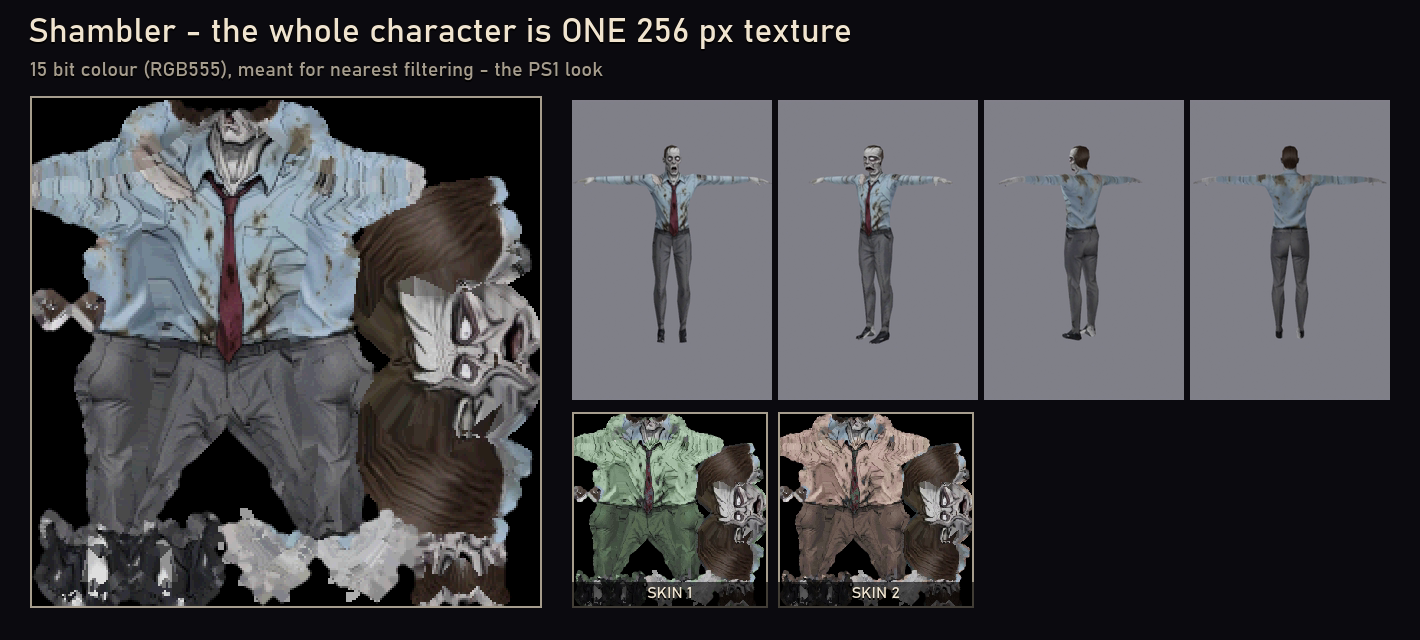 Shambler - the whole character is ONE 256 px texture
15 bit colour (RGB555), meant for nearest filtering - the PS1 look
SKIN 1
SKIN 2